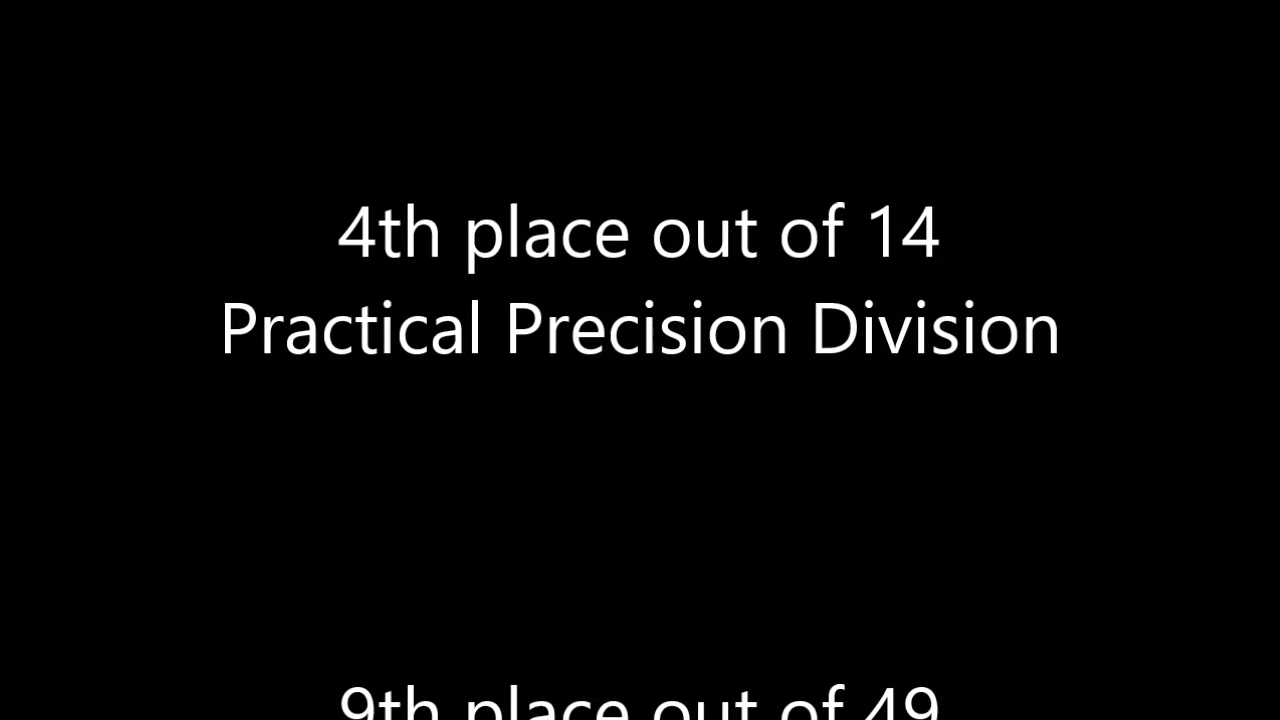 4th place out of 14
Practical Precision Division
9th place out of 49